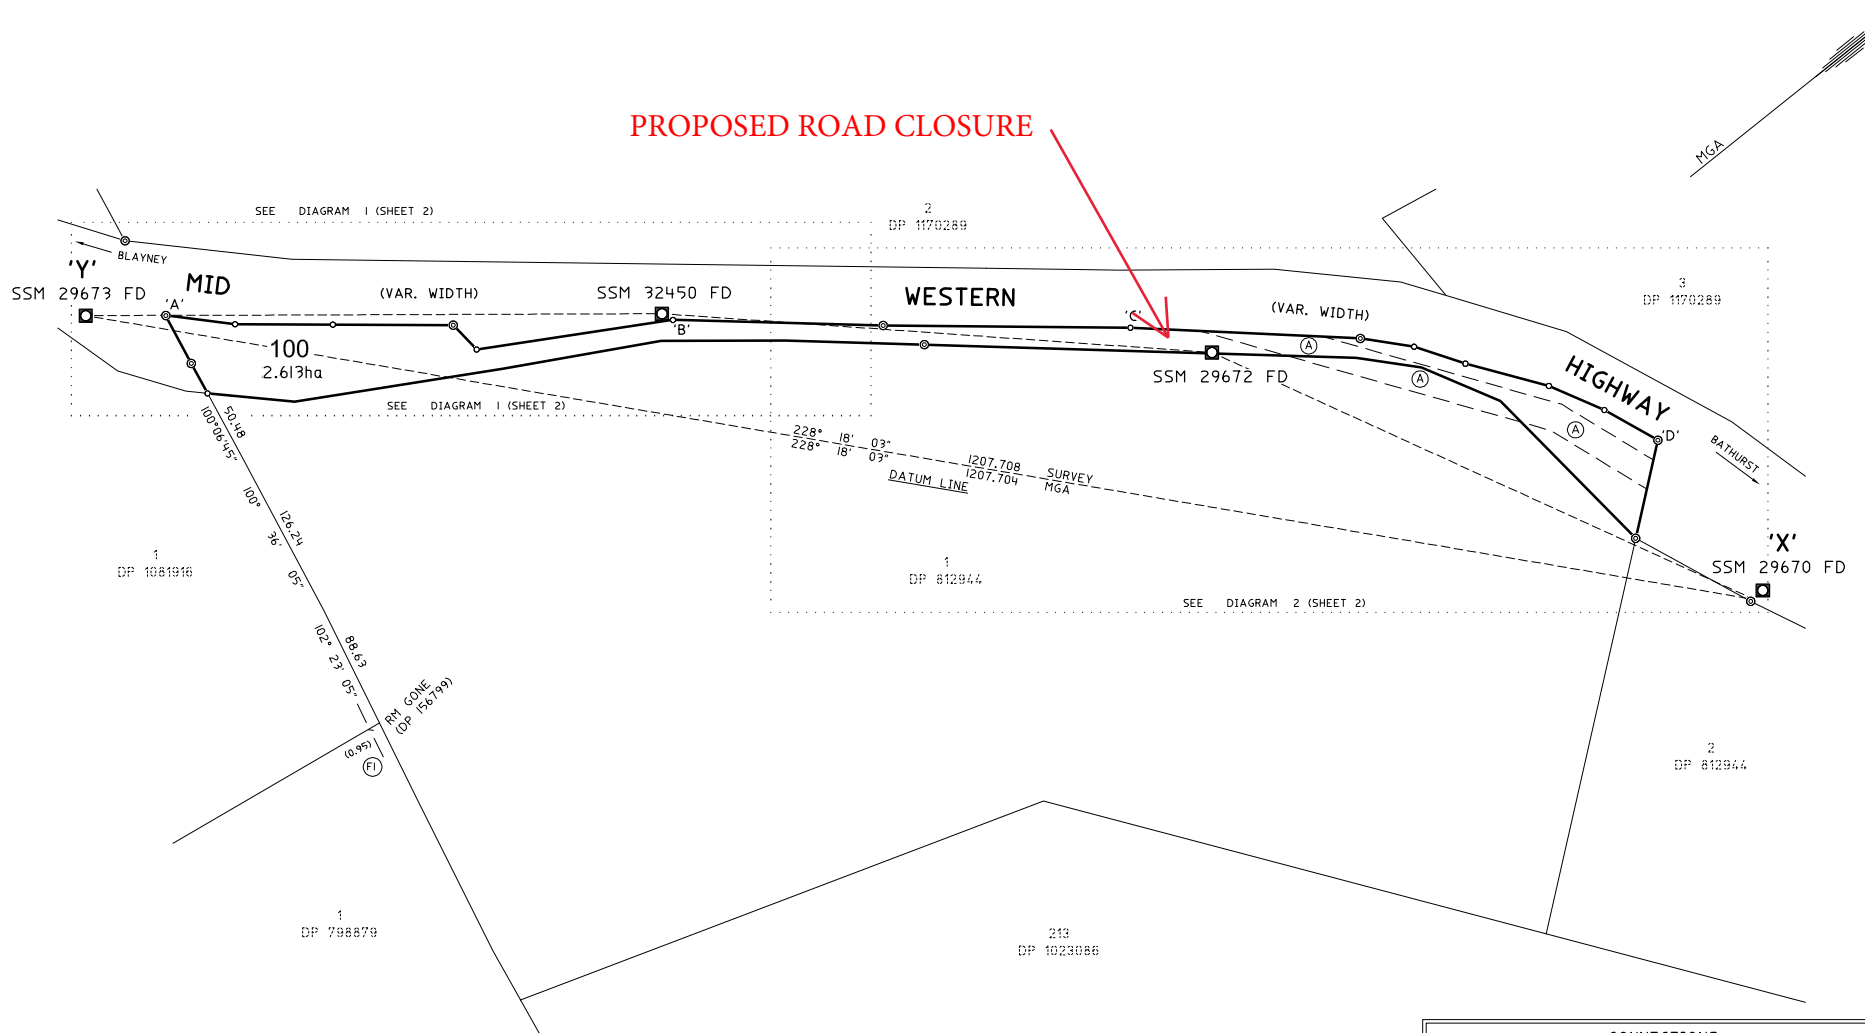 PROPOSED ROAD CLOSURE
MGA
SEE DIAGRAM 1 (SHEET 2)
2
DP 1170289
BLAYNEY
'Y'
SSM 29673 FD
'A'
MID
(VAR. WIDTH)
SSM 32450 FD
'B'
WESTERN
'C'
(VAR. WIDTH)
3
DP 1170289
100
2.613ha
A
SSM 29672 FD
A
HIGHWAY
A
'D'
BATHURST
SEE DIAGRAM 1 (SHEET 2)
50.48
100°06'45"
228° 18' 03"
228° 18' 03"
1207.708 SURVEY
1207.704 MGA
DATUM LINE
126.24
100° 36' 05"
1
DP 1081916
1
DP 812944
'X'
SSM 29670 FD
SEE DIAGRAM 2 (SHEET 2)
88.63
102° 23' 05"
RM GONE
(DP 156799)
(0.95)
F1
2
DP 812944
1
DP 798879
213
DP 1023086